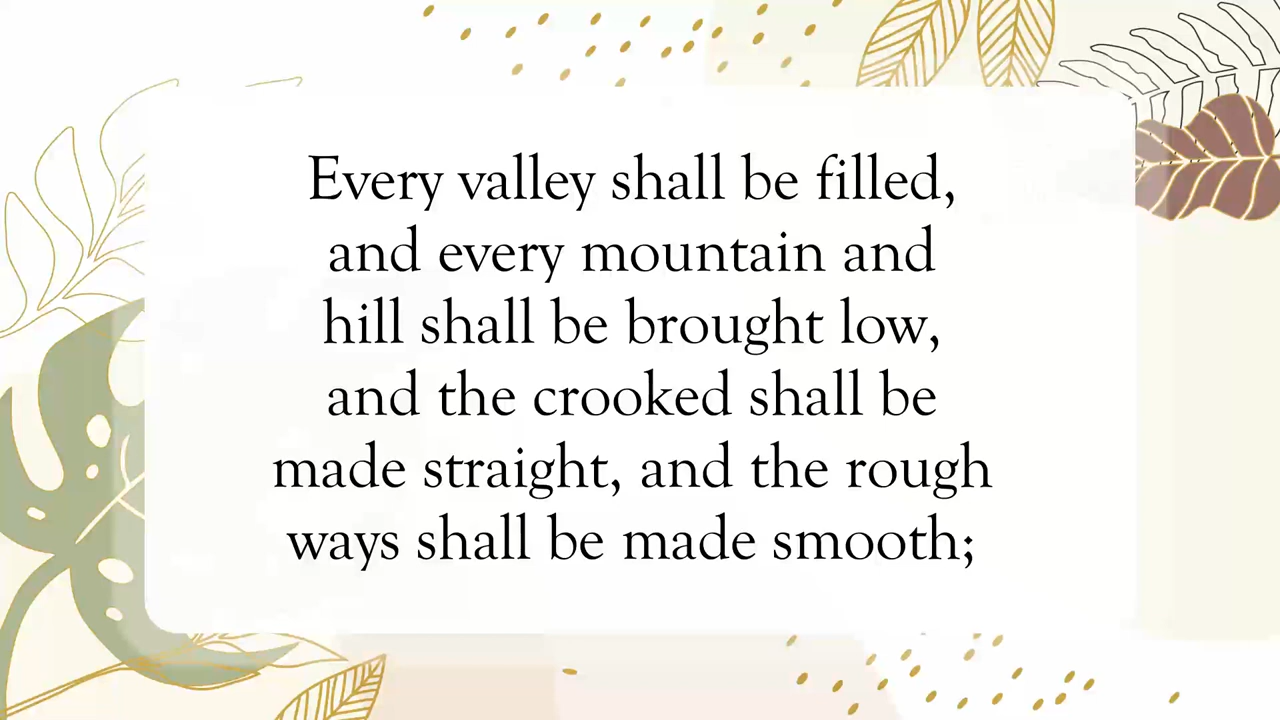 Every valley shall be filled,
and every mountain and
hill shall be brought low,
and the crooked shall be
made straight, and the rough
ways shall be made smooth;